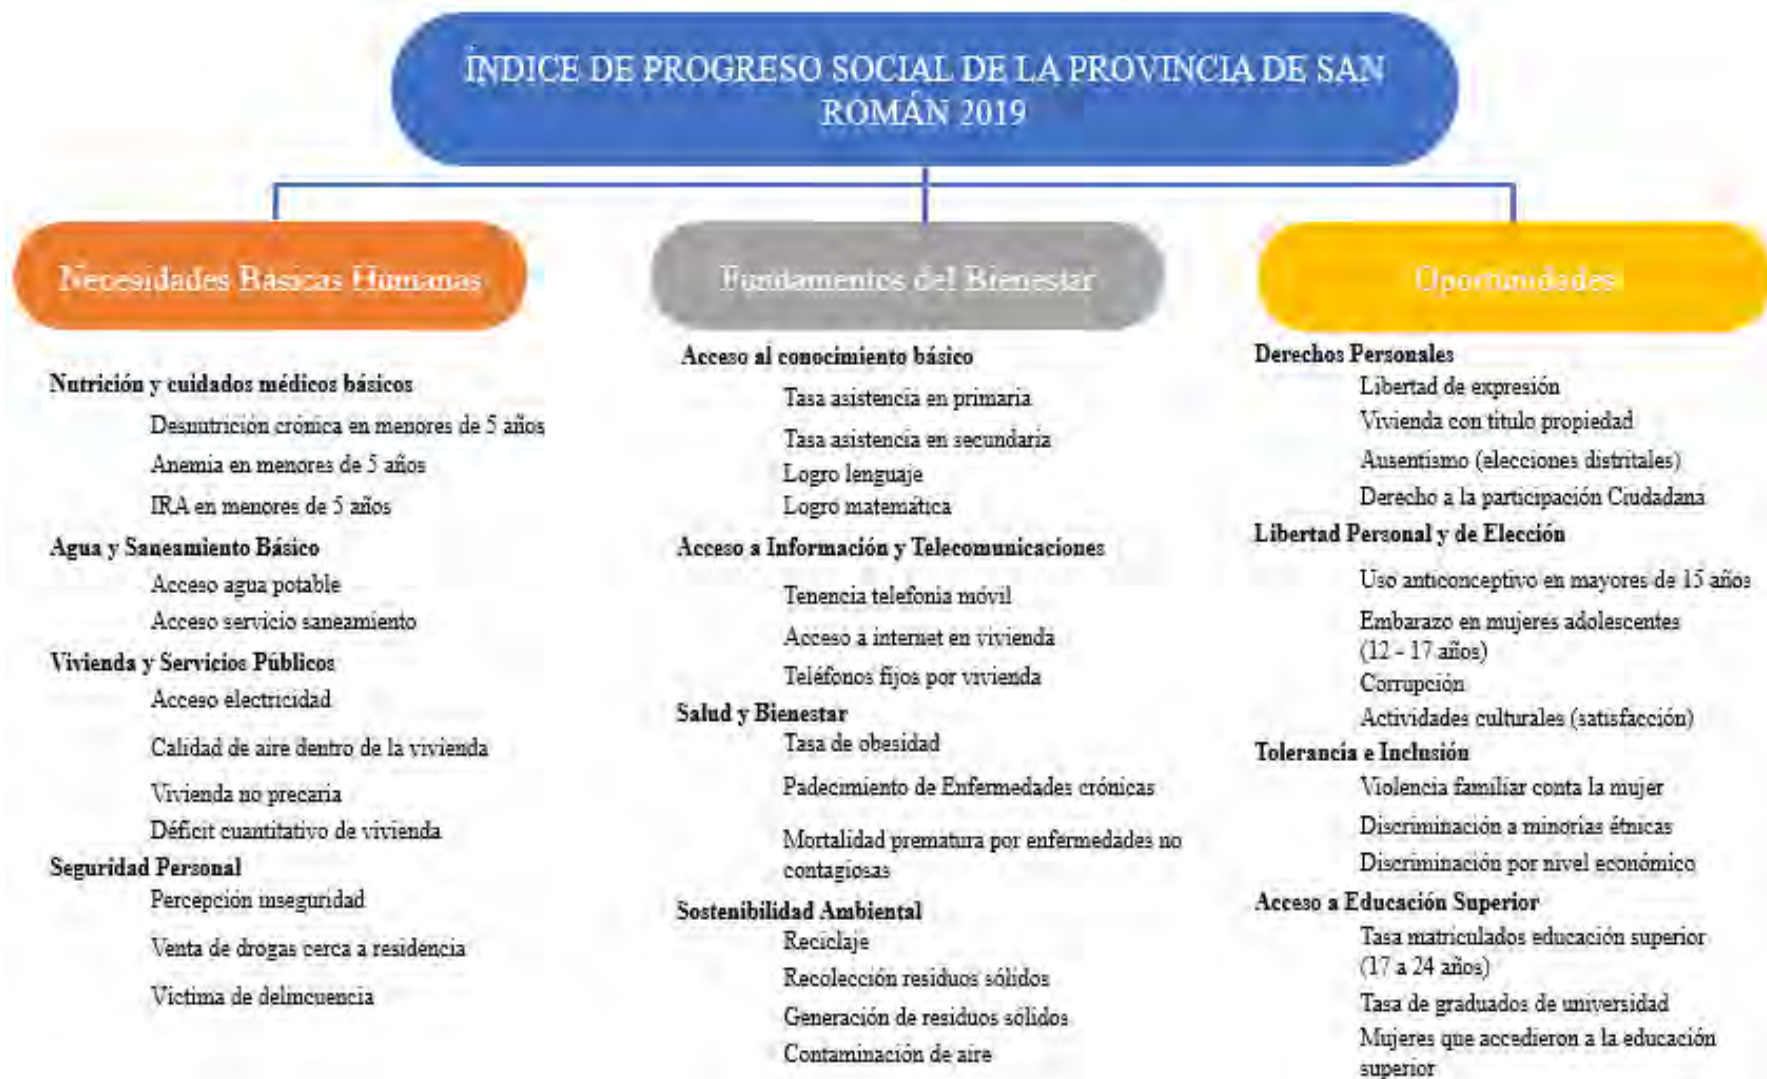 ÍNDICE DE PROGRESO SOCIAL DE LA PROVINCIA DE SAN
ROMÁN 2019
Necesidades Básicas Humanas
Nutrición y cuidados médicos básicos
Desnutrición crónica en menores de 5 años
Anemia en menores de 5 años
IRA en menores de 5 años
Agua y Saneamiento Básico
Acceso agua potable
Acceso servicio saneamiento
Vivienda y Servicios Públicos
Acceso electricidad
Calidad de aire dentro de la vivienda
Vivienda no precaria
Déficit cuantitativo de vivienda
Seguridad Personal
Percepción inseguridad
Venta de drogas cerca a residencia
Victima de delincuencia
Fundamentos del Bienestar
Acceso al conocimiento básico
Tasa asistencia en primaria
Tasa asistencia en secundaria
Logro lenguaje
Logro matemática
Acceso a Información y Telecomunicaciones
Tenencia telefonia móvil
Acceso a internet en vivienda
Teléfonos fijos por vivienda
Salud y Bienestar
Tasa de obesidad
Padecimiento de Enfermedades crónicas
Mortalidad prematura por enfermedades no
contagiosas
Sostenibilidad Ambiental
Reciclaje
Recolección residuos sólidos
Generación de residuos sólidos
Contaminación de aire
Oportunidades
Derechos Personales
Libertad de expresión
Vivienda con título propiedad
Ausentismo (elecciones distritales)
Derecho a la participación Ciudadana
Libertad Personal y de Elección
Uso anticonceptivo en mayores de 15 años
Embarazo en mujeres adolescentes
(12 - 17 años)
Corrupción
Actividades culturales (satisfacción)
Tolerancia e Inclusión
Violencia familiar conta la mujer
Discriminación a minorías étnicas
Discriminación por nivel económico
Acceso a Educación Superior
Tasa matriculados educación superior
(17 a 24 años)
Tasa de graduados de universidad
Mujeres que accedieron a la educación
superior